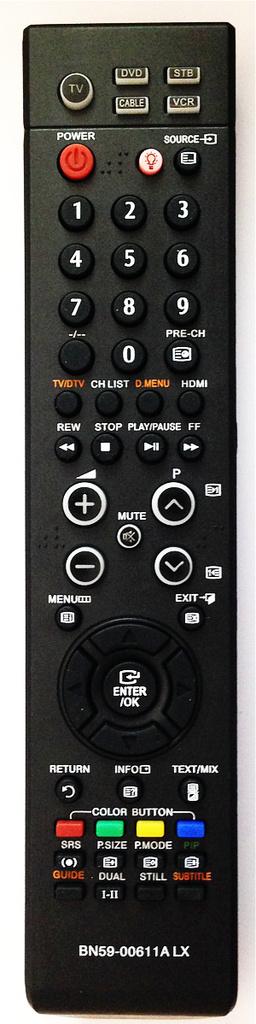 DVD STB
TV
CABLE VCR
POWER SOURCE
1 2 3
4 5 6
7 8 9
-/-- PRE-CH
0
TV/DTV CH LIST D.MENU HDMI
REW STOP PLAY/PAUSE FF
+ P
MUTE
−
MENU EXIT
ENTER
/OK
RETURN INFO TEXT/MIX
COLOR BUTTON
SRS P.SIZE P.MODE PIP
GUIDE DUAL STILL SUBTITLE
I-II
BN59-00611A LX